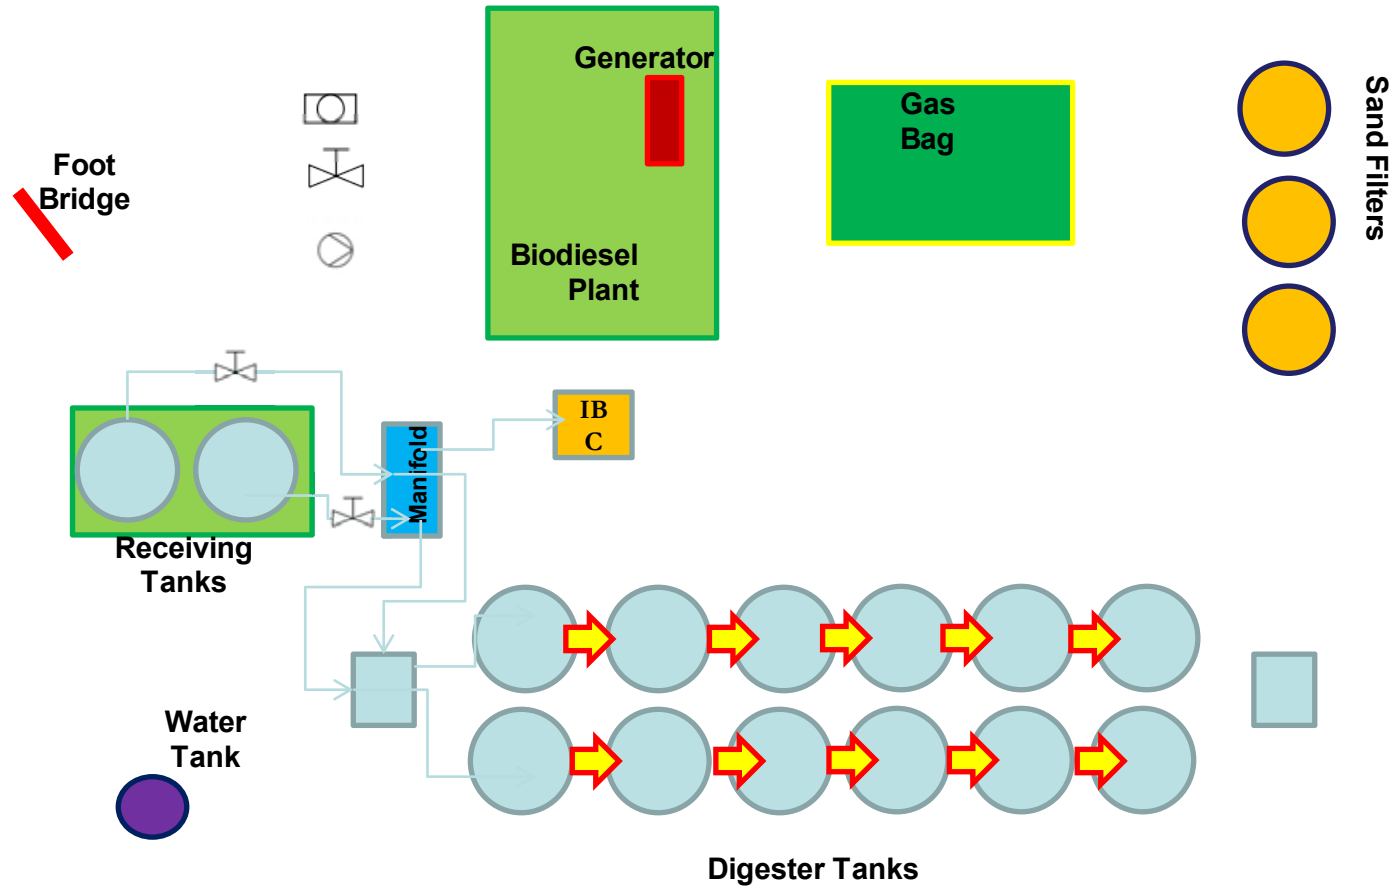 Generator
Gas
Bag
Sand Filters
Foot
Bridge
Biodiesel
Plant
IB
C
Manifold
Receiving
Tanks
Water
Tank
Digester Tanks